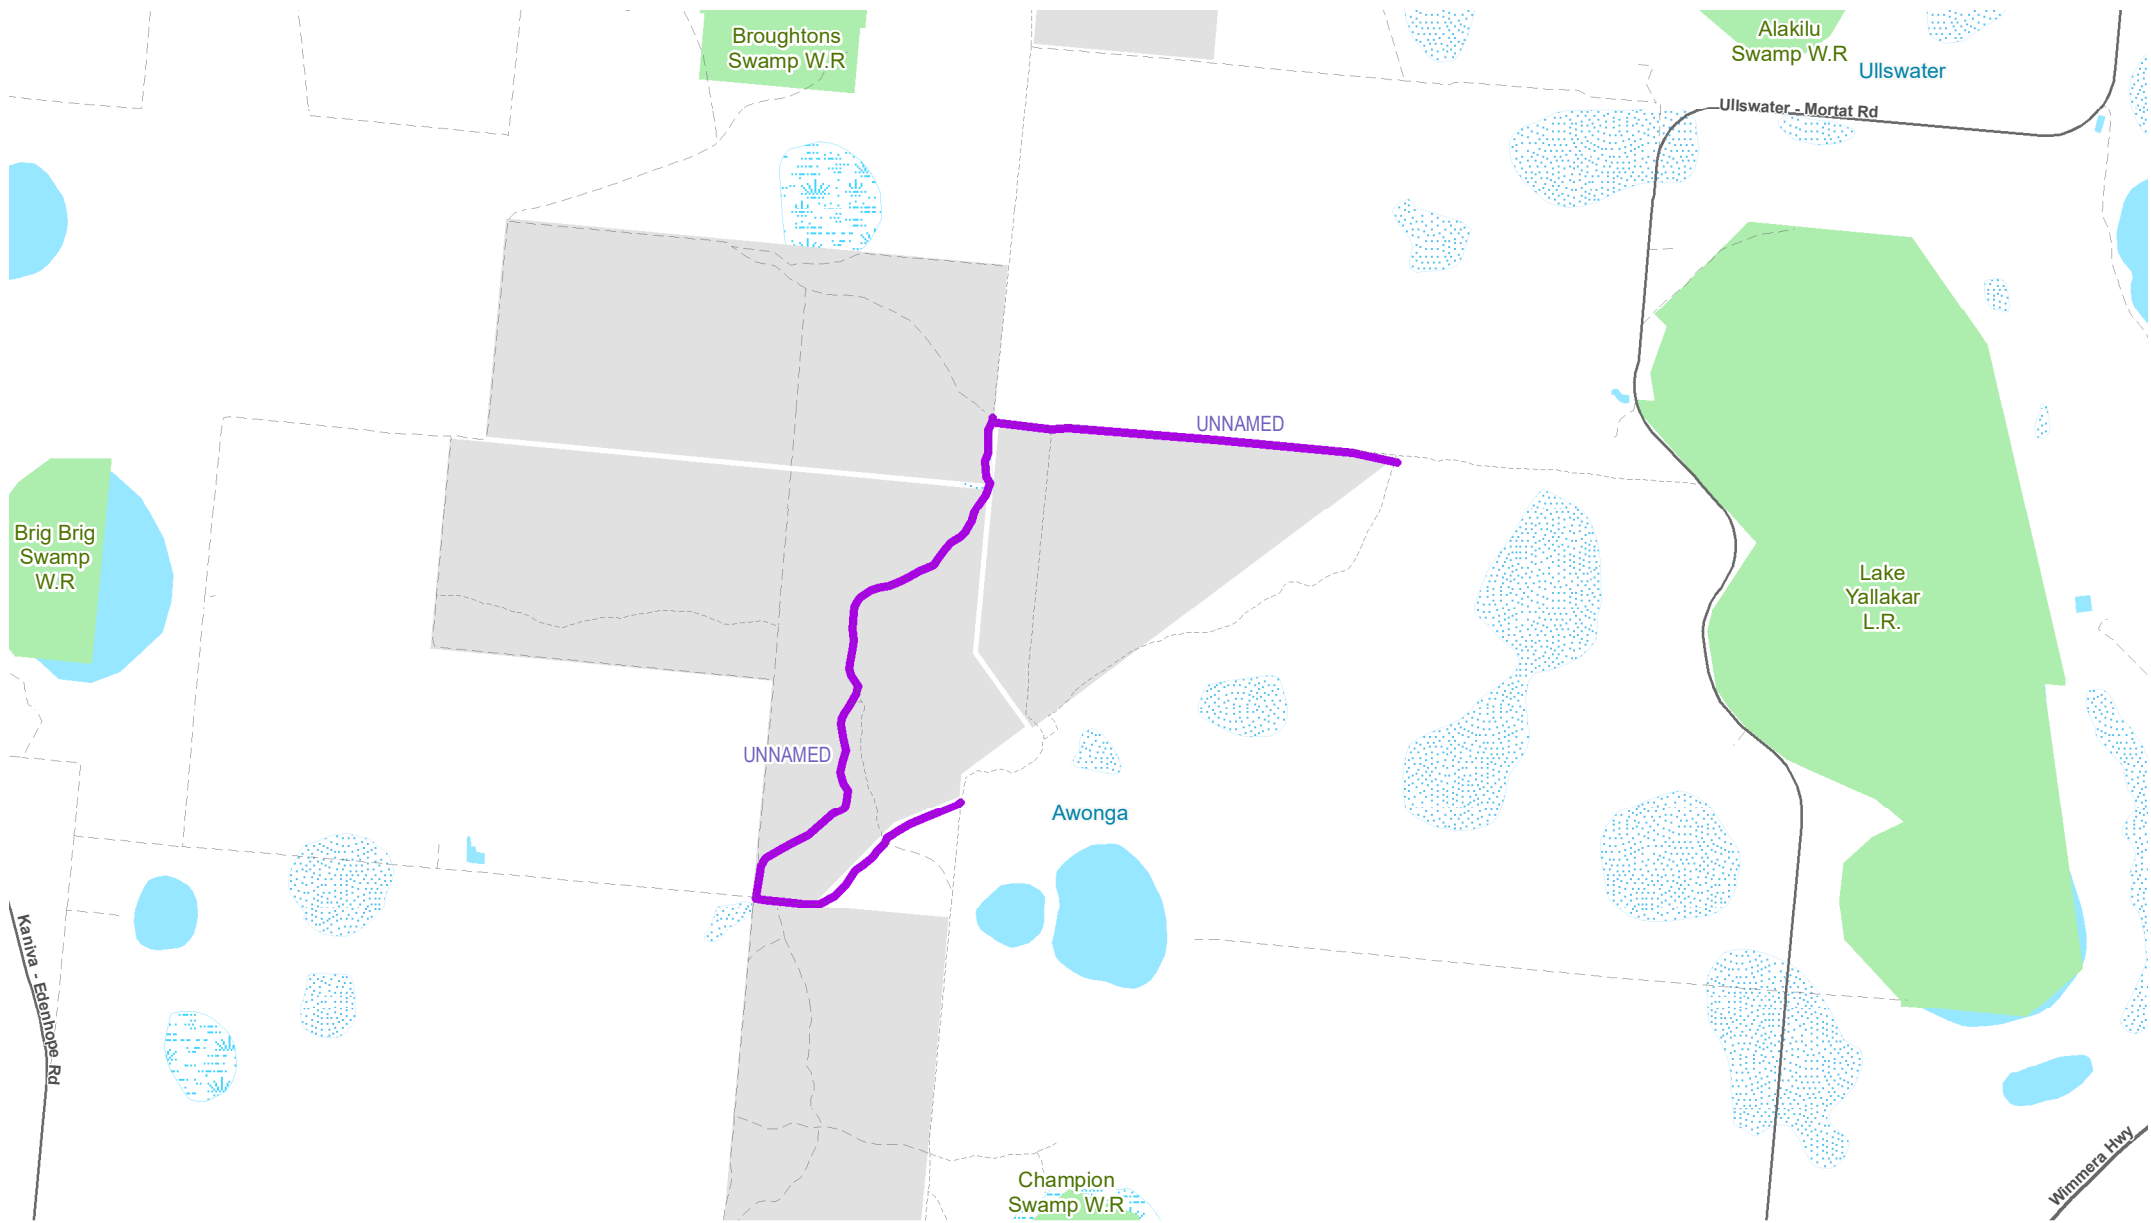 Broughtons
Swamp W.R
Alakilu
Swamp W.R
Ullswater
Ullswater - Mortat Rd
UNNAMED
Brig Brig
Swamp
W.R
Lake
Yallakar
L.R.
UNNAMED
Awonga
Kaniva - Edenhope Rd
Champion
Swamp W.R
Wimmera Hwy